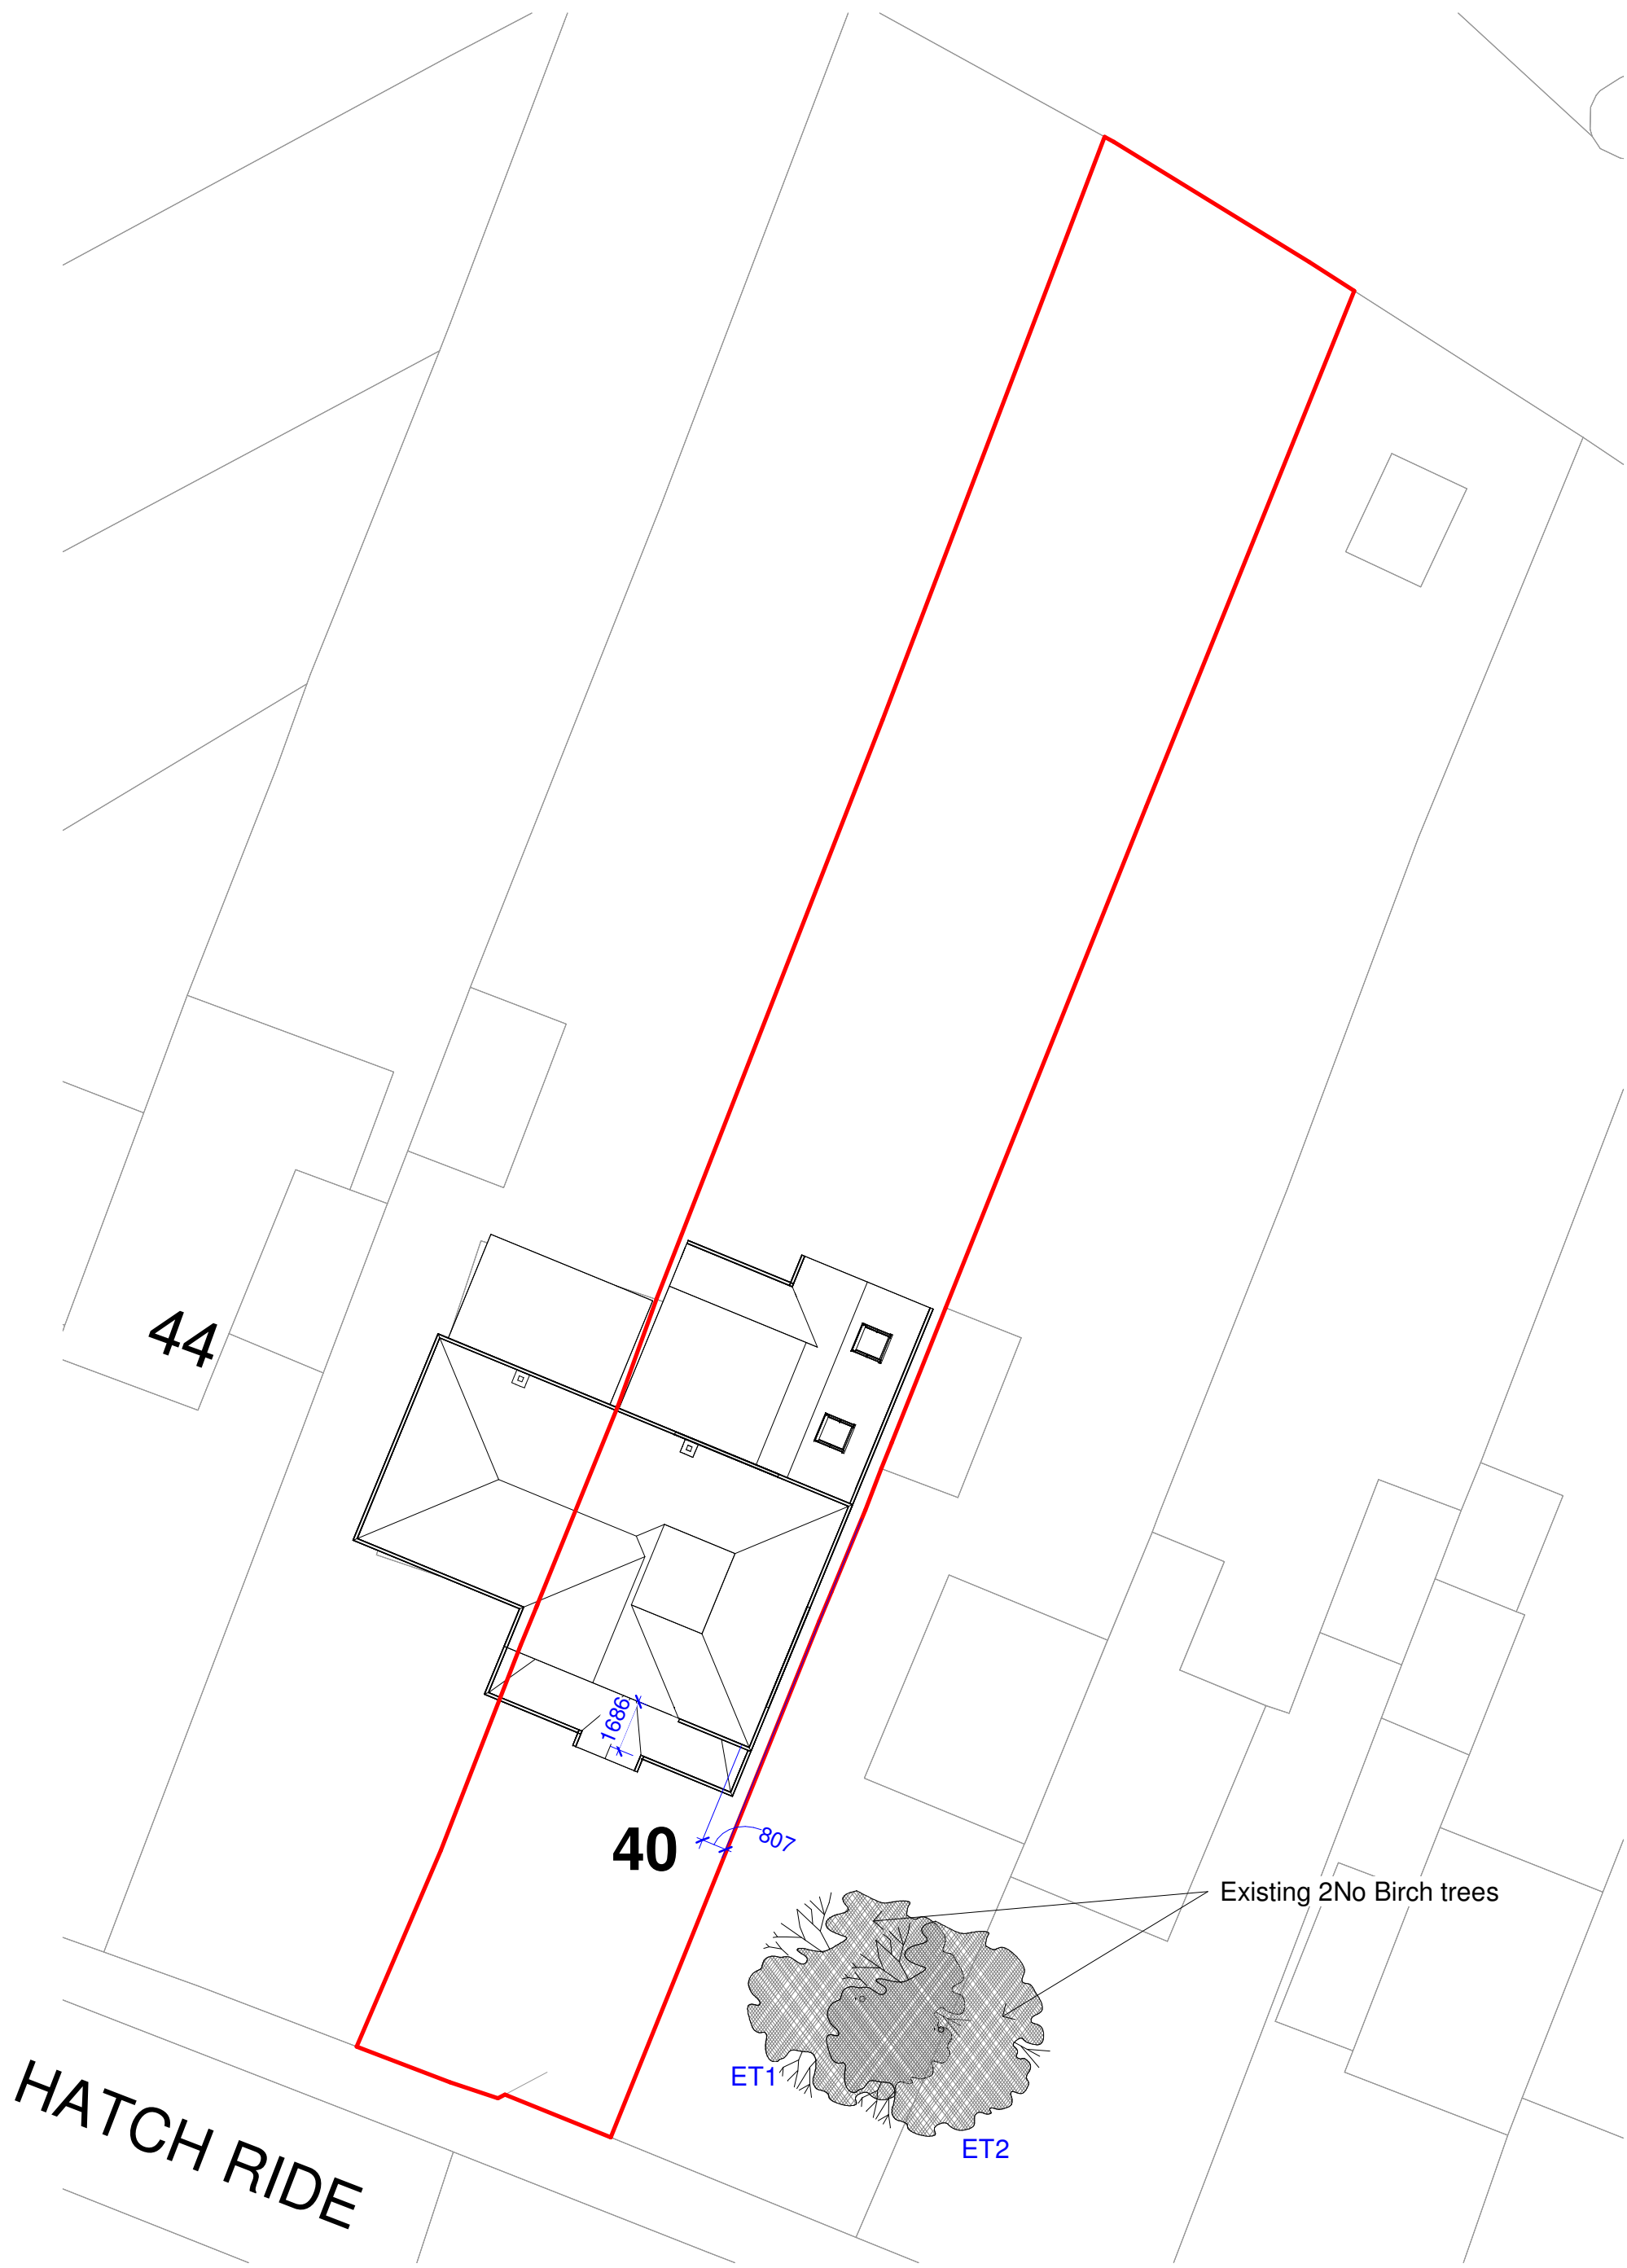 44
1686
40
807
Existing 2No Birch trees
ET1
ET2
HATCH RIDE